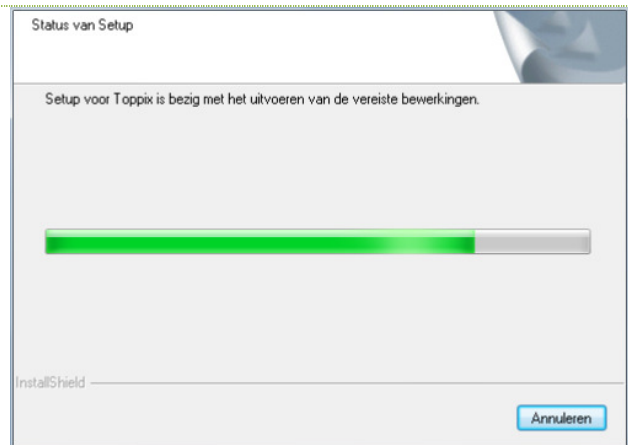 Status van Setup
Setup voor Toppix is bezig met het uitvoeren van de vereiste bewerkingen.
InstallShield
Annuleren